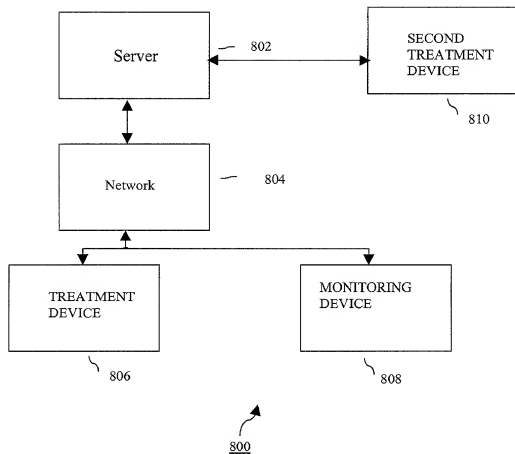 Server
802
SECOND
TREATMENT
DEVICE
810
Network
804
TREATMENT
DEVICE
806
MONITORING
DEVICE
808
800